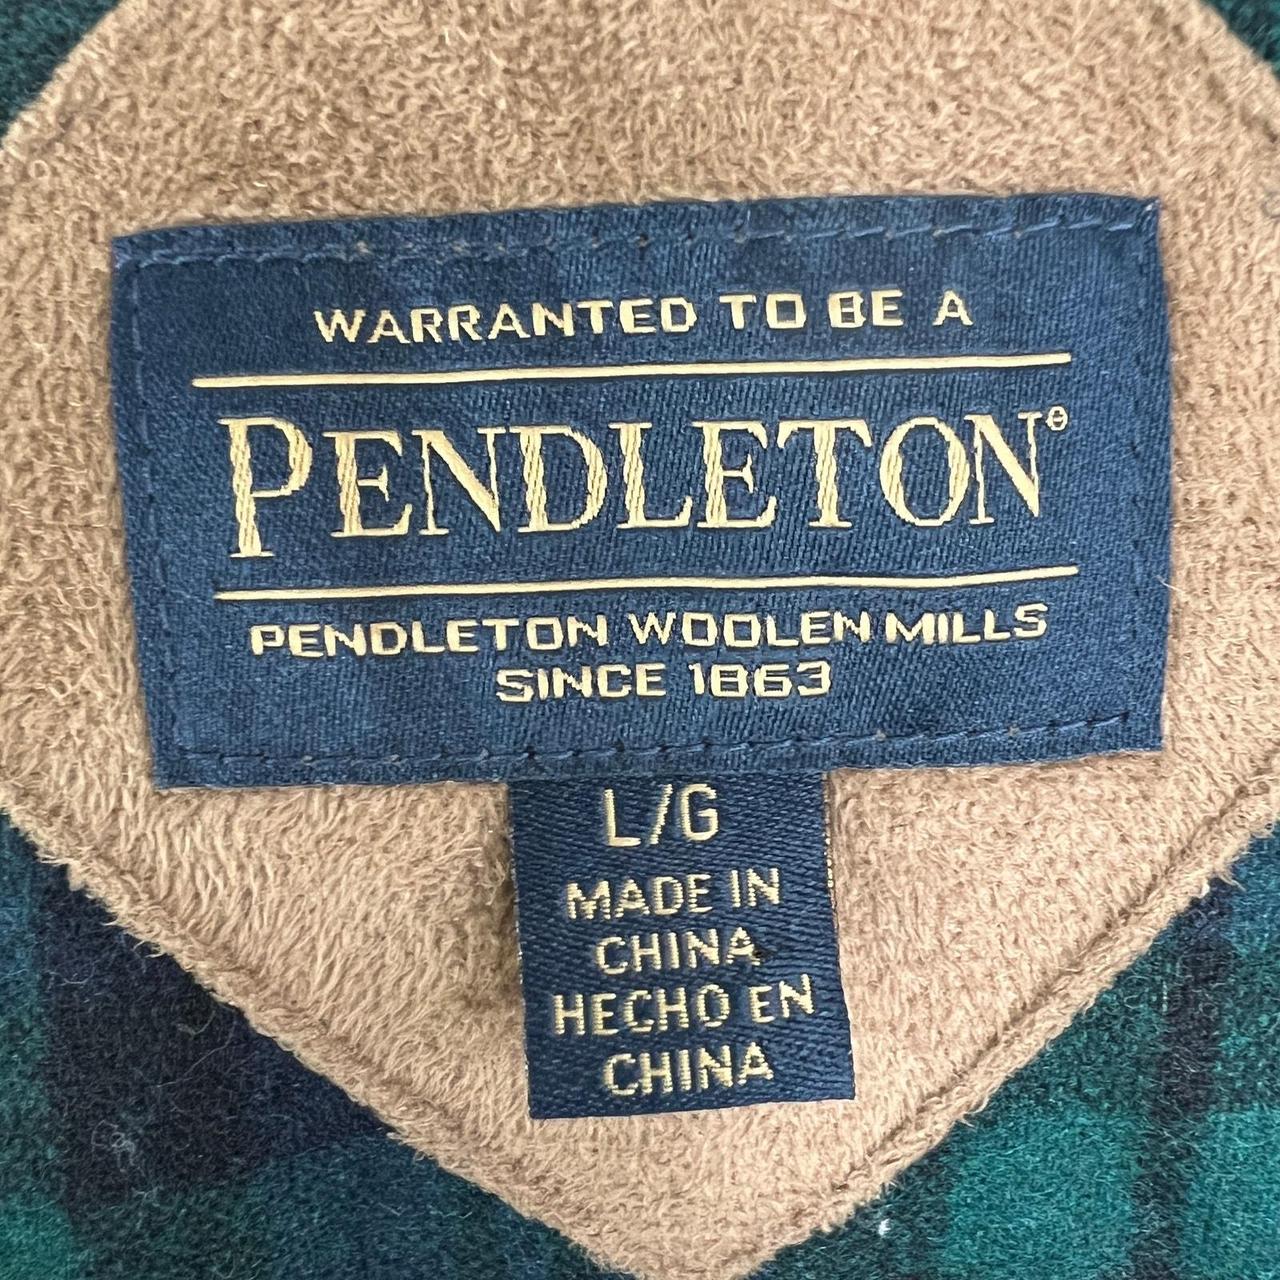 WARRANTED TO BE A
PENDLETON®
PENDLETON WOOLEN MILLS
SINCE 1863
L/G
MADE IN
CHINA
HECHO EN
CHINA